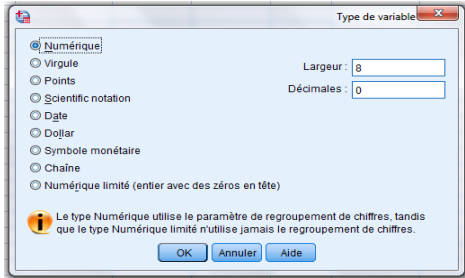 Type de variable
Numérique
Virgule
Points
Scientific notation
Date
Dollar
Symbole monétaire
Chaîne
Numérique limité (entier avec des zéros en tête)
Largeur : 8
Décimales : 0
Le type Numérique utilise le paramètre de regroupement de chiffres, tandis
que le type Numérique limité n'utilise jamais le regroupement de chiffres.
OK Annuler Aide